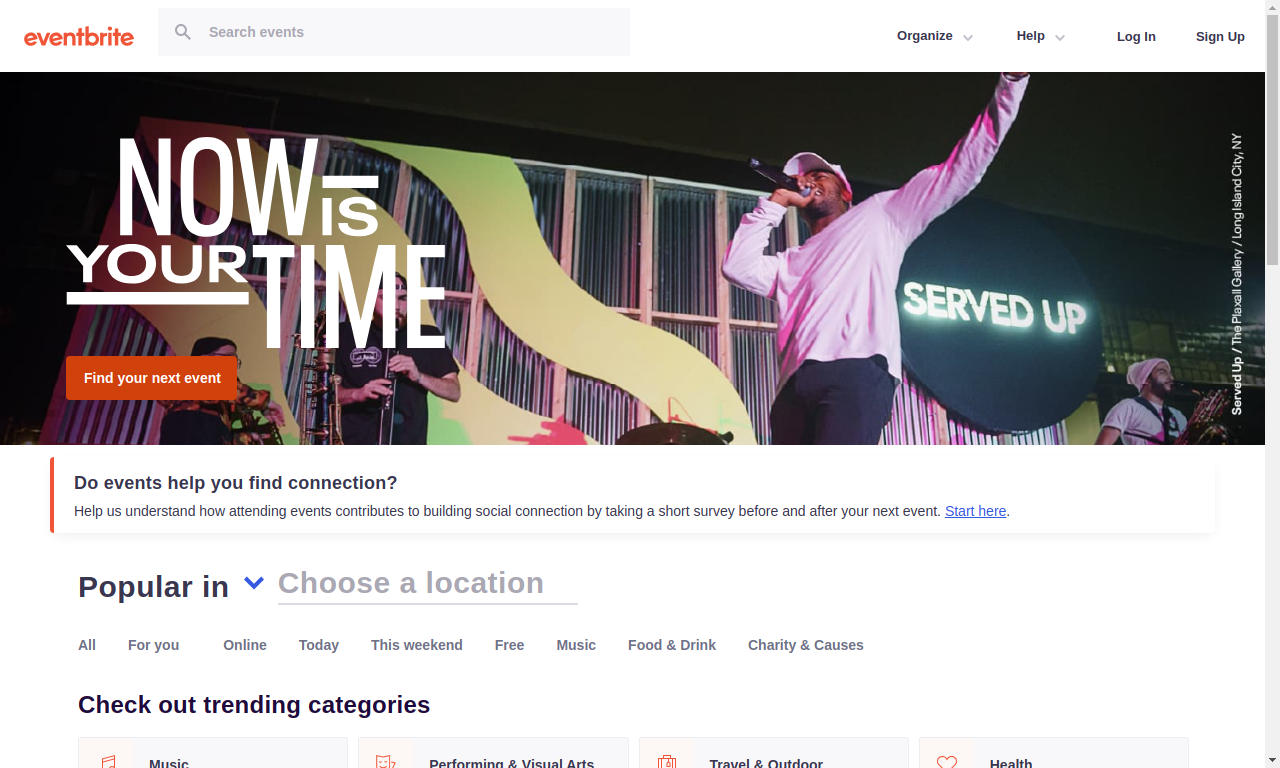 eventbrite
Search events
Organize
Help
Log In
Sign Up
NOW IS
YOUR TIME
Find your next event
SERVED UP
Served Up / The Plaxall Gallery / Long Island City, NY
Do events help you find connection?
Help us understand how attending events contributes to building social connection by taking a short survey before and after your next event. Start here.
Popular in Choose a location
All For you Online Today This weekend Free Music Food & Drink Charity & Causes
Check out trending categories
Music Performing & Visual Arts Travel & Outdoor Health